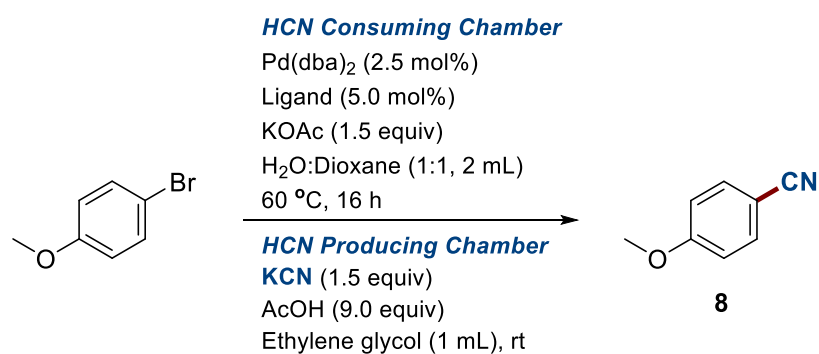 HCN Consuming Chamber
Pd(dba)₂ (2.5 mol%)
Ligand (5.0 mol%)
KOAc (1.5 equiv)
H₂O:Dioxane (1:1, 2 mL)
60 ºC, 16 h
Br
O
HCN Producing Chamber
KCN (1.5 equiv)
AcOH (9.0 equiv)
Ethylene glycol (1 mL), rt
CN
O
8